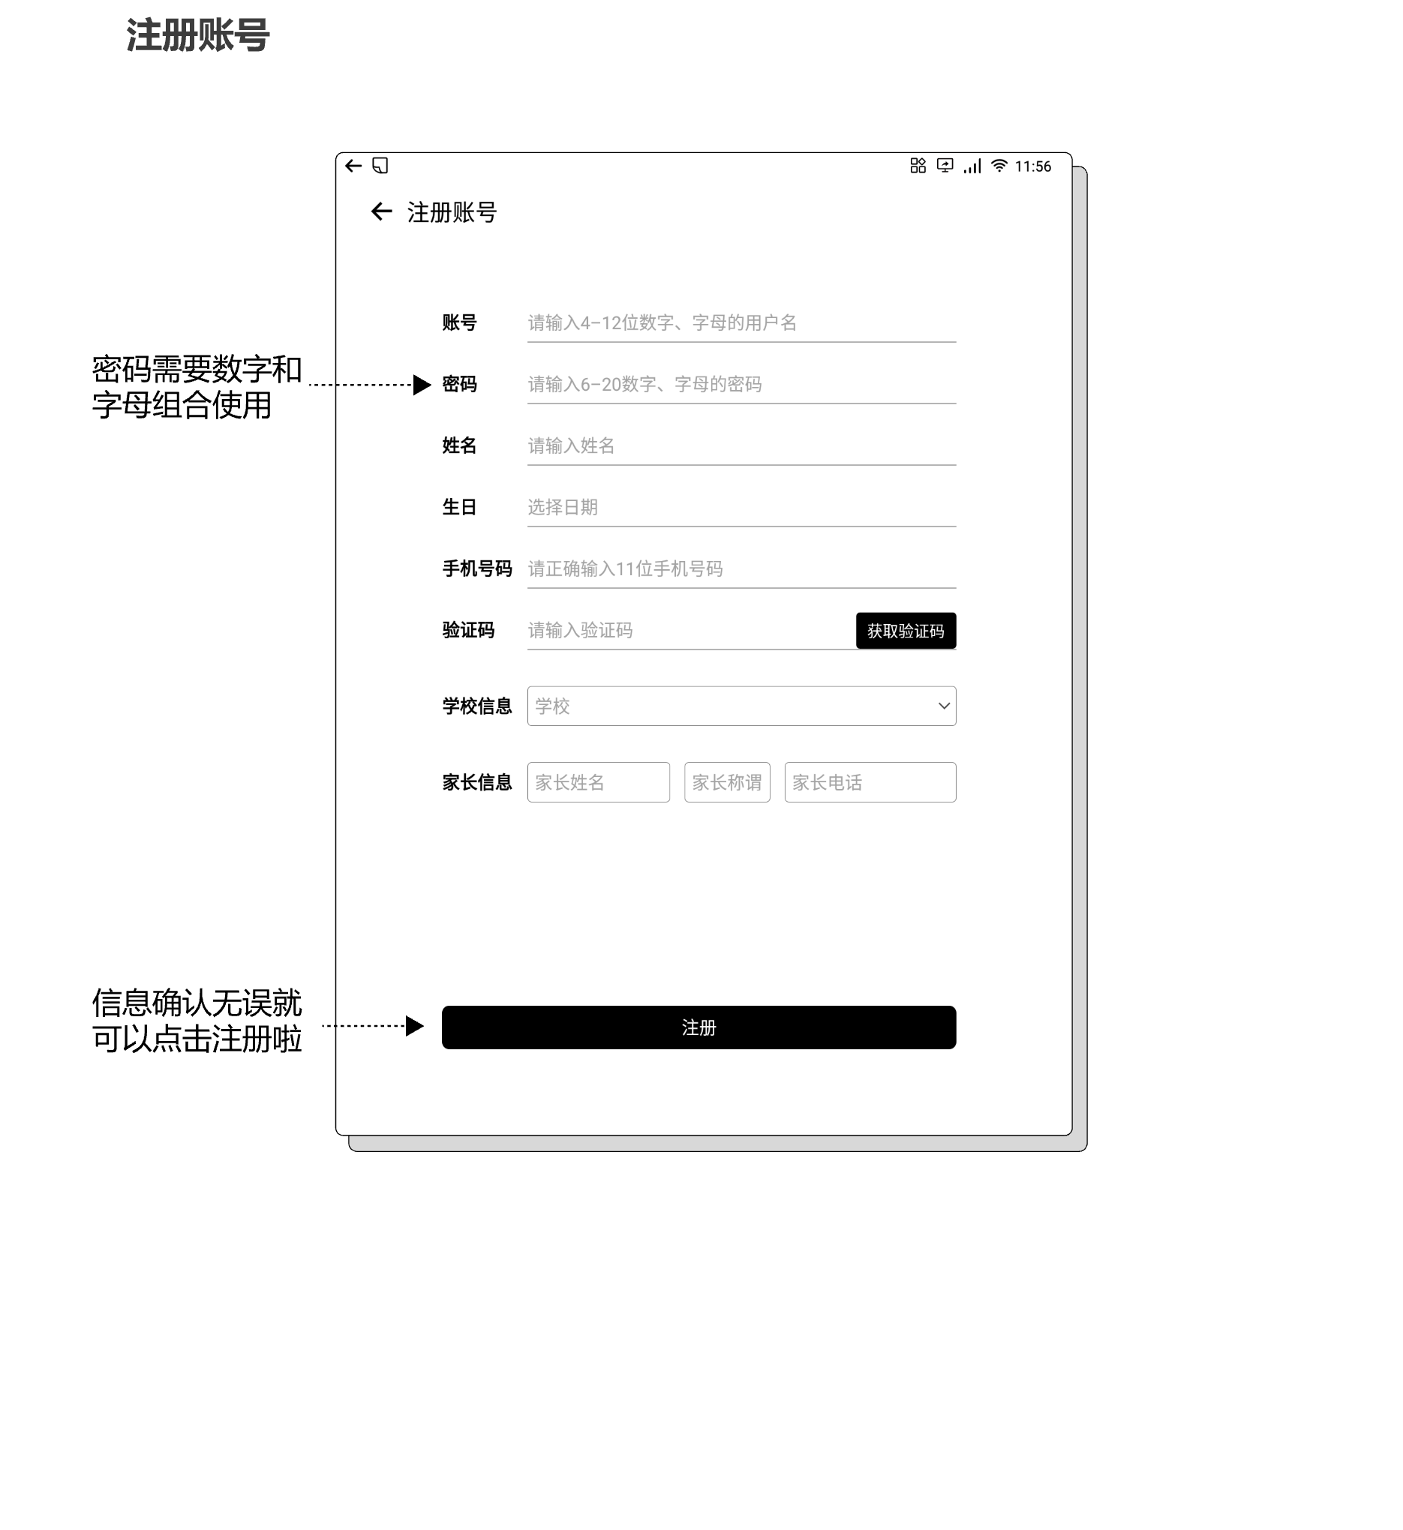 注册账号
11:56
注册账号
账号 请输入4-12位数字、字母的用户名
密码需要数字和
字母组合使用
密码 请输入6-20数字、字母的密码
姓名 请输入姓名
生日 选择日期
手机号码 请正确输入11位手机号码
验证码 请输入验证码 获取验证码
学校信息 学校
家长信息 家长姓名 家长称谓 家长电话
信息确认无误就
可以点击注册啦
注册